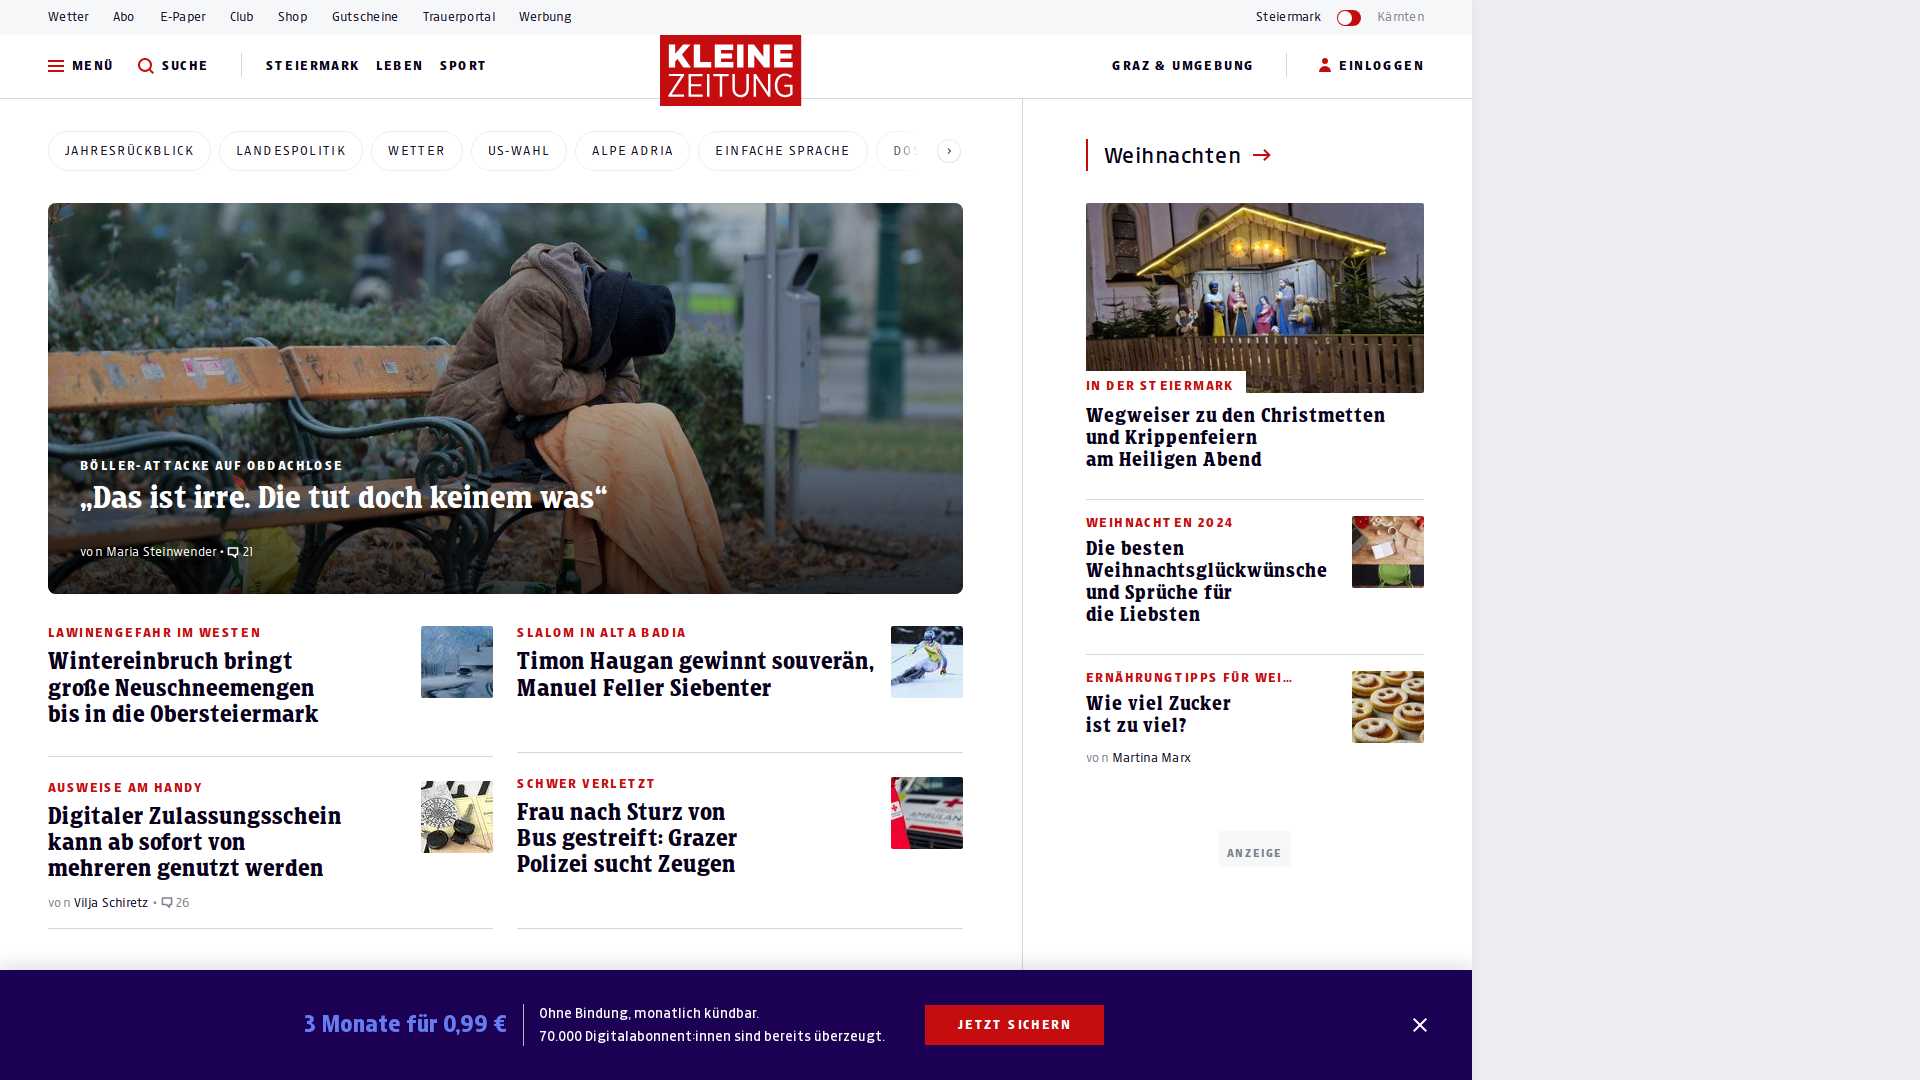 Wetter Abo E-Paper Club Shop Gutscheine Trauerportal Werbung Steiermark Kärnten
MENÜ SUCHE STEIERMARK LEBEN SPORT KLEINE ZEITUNG GRAZ & UMGEBUNG EINLOGGEN
JAHRESRÜCKBLICK LANDESPOLITIK WETTER US-WAHL ALPE ADRIA EINFACHE SPRACHE
BÖLLER-ATTACKE AUF OBDACHLOSE
„Das ist irre. Die tut doch keinem was“
von Maria Steinwender • 21
LAWINENGEFAHR IM WESTEN
Wintereinbruch bringt
große Neuschneemengen
bis in die Obersteiermark
SLALOM IN ALTA BADIA
Timon Haugan gewinnt souverän,
Manuel Feller Siebenter
AUSWEISE AM HANDY
Digitaler Zulassungsschein
kann ab sofort von
mehreren genutzt werden
von Vilja Schiretz • 26
SCHWER VERLETZT
Frau nach Sturz von
Bus gestreift: Grazer
Polizei sucht Zeugen
Weihnachten
IN DER STEIERMARK
Wegweiser zu den Christmetten
und Krippenfeiern
am Heiligen Abend
WEIHNACHTEN 2024
Die besten
Weihnachtsglückwünsche
und Sprüche für
die Liebsten
ERNÄHRUNGTIPPS FÜR WEI…
Wie viel Zucker
ist zu viel?
von Martina Marx
ANZEIGE
3 Monate für 0,99 €
Ohne Bindung, monatlich kündbar.
70.000 Digitalabonnent:innen sind bereits überzeugt.
JETZT SICHERN